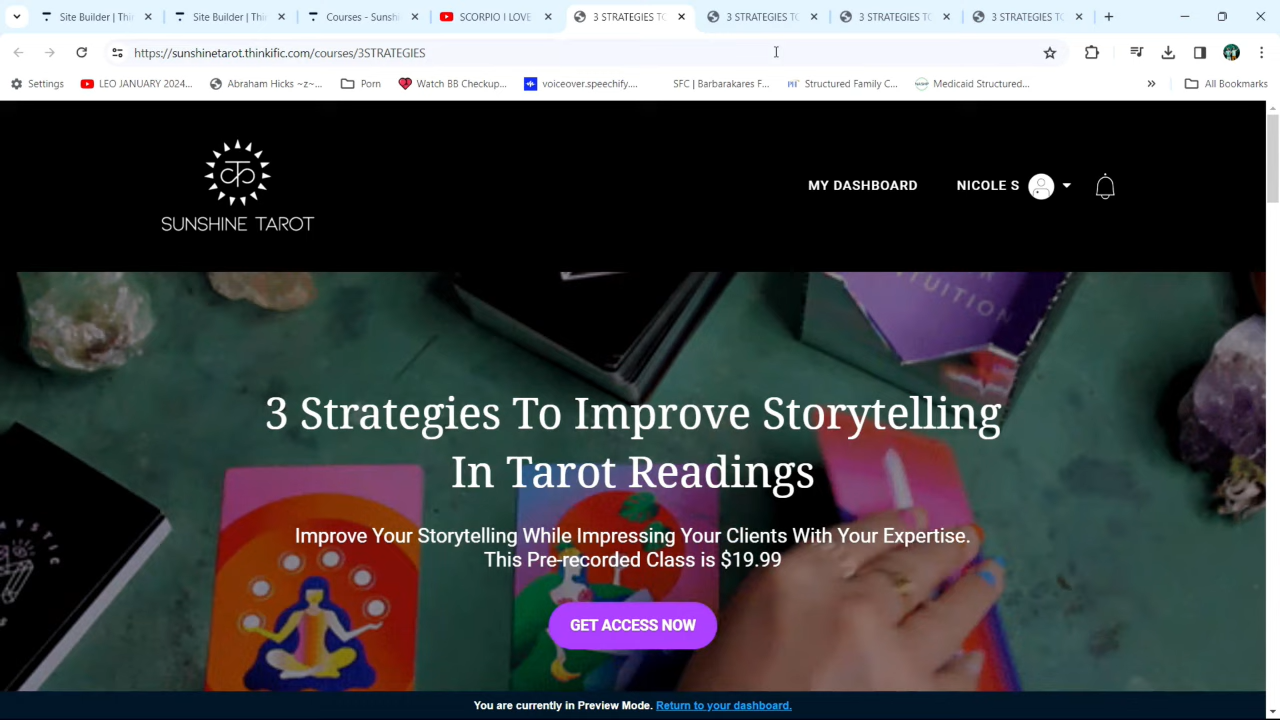 Site Builder | Thi
Site Builder | Thi
Courses - Sunshi
SCORPIO I LOVE
3 STRATEGIES TO
3 STRATEGIES TO
3 STRATEGIES TO
3 STRATEGIES TO
https://sunshinetarot.thinkific.com/courses/3STRATEGIES
Settings
LEO JANUARY 2024...
Abraham Hicks ~z~...
Porn
Watch BB Checkup...
voiceover.speechify....
SFC | Barbarakares F...
Structured Family C...
Medicaid Structured...
All Bookmarks
SUNSHINE TAROT
MY DASHBOARD
NICOLE S
INTUITION
3 Strategies To Improve Storytelling
In Tarot Readings
Improve Your Storytelling While Impressing Your Clients With Your Expertise.
This Pre-recorded Class is $19.99
GET ACCESS NOW
You are currently in Preview Mode. Return to your dashboard.